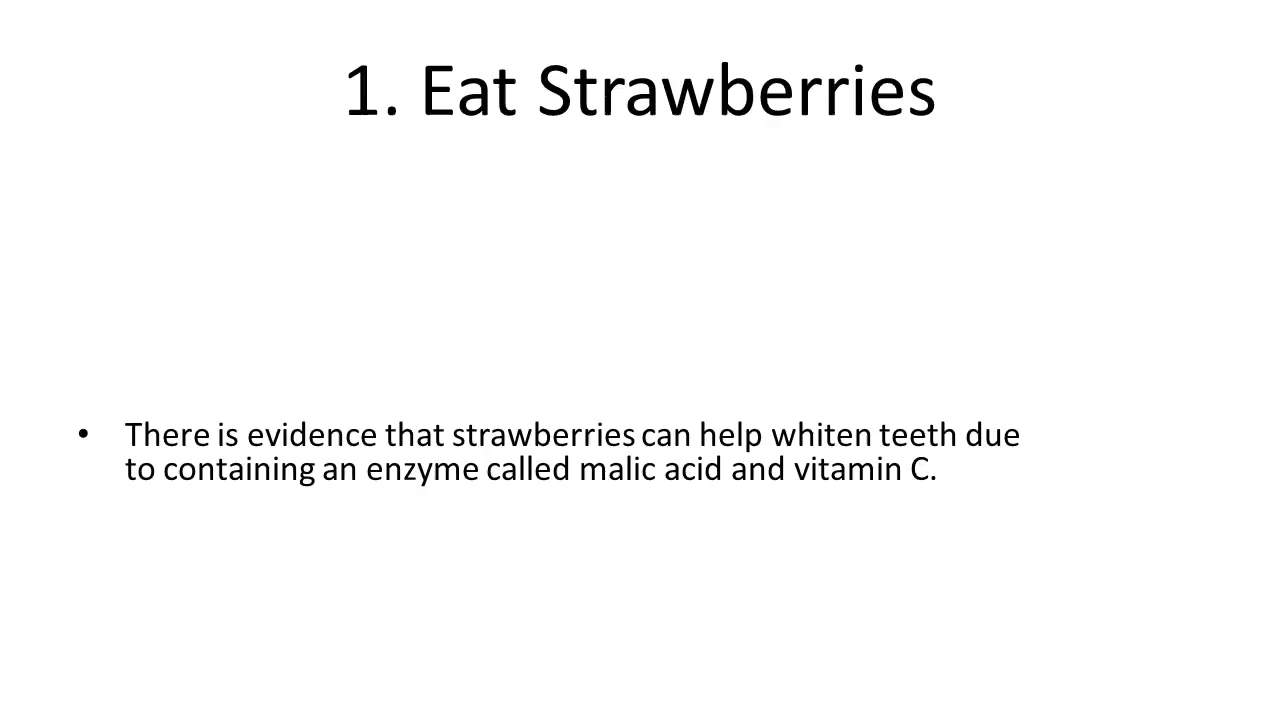 1. Eat Strawberries
• There is evidence that strawberries can help whiten teeth due
to containing an enzyme called malic acid and vitamin C.